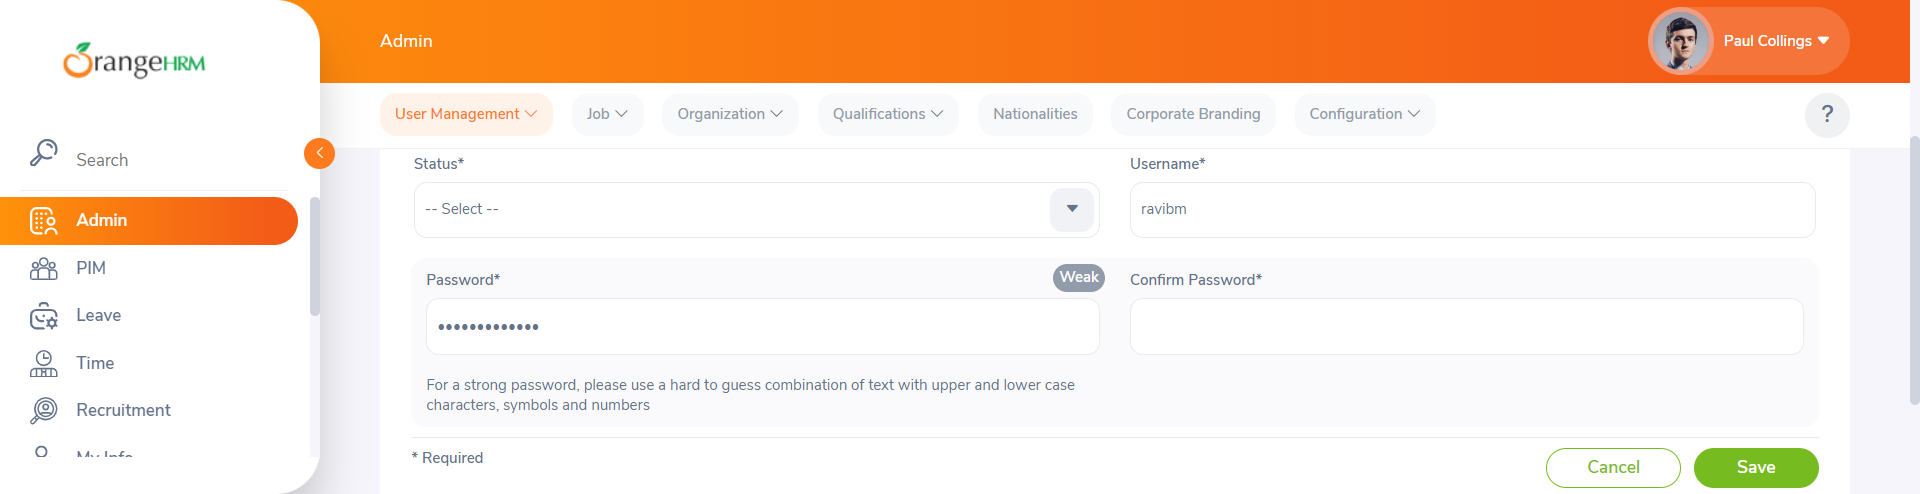 OrangeHRM
Admin
Paul Collings
Search
User Management
Job
Organization
Qualifications
Nationalities
Corporate Branding
Configuration
?
Admin
PIM
Leave
Time
Recruitment
My Info
Status*
-- Select --
Username*
ravibm
Password*
Weak
•••••••••••••
Confirm Password*
For a strong password, please use a hard to guess combination of text with upper and lower case
characters, symbols and numbers
* Required
Cancel
Save